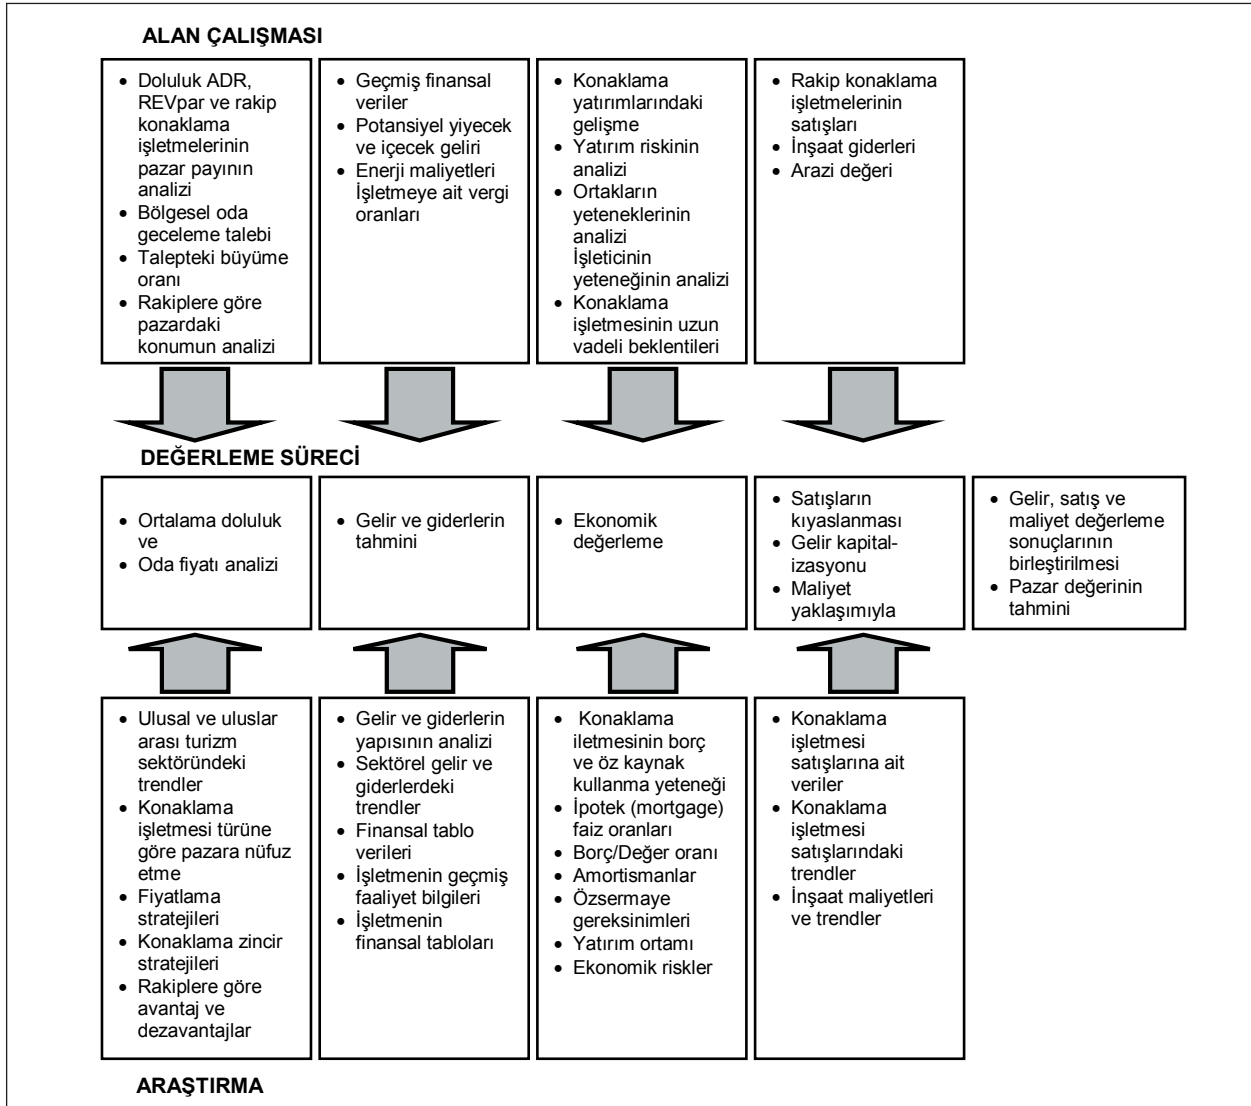 ALAN ÇALIŞMASI
• Doluluk ADR,
REVpar ve rakip
konaklama
işletmelerinin
pazar payının
analizi
• Bölgesel oda
geceleme talebi
• Talepteki büyüme
oranı
• Rakiplere göre
pazardaki
konumun analizi
• Geçmiş finansal
veriler
• Potansiyel yiyecek
ve içecek geliri
• Enerji maliyetleri
İşletmeye ait vergi
oranları
• Konaklama
yatırımlarındaki
gelişme
• Yatırım riskinin
analizi
• Ortakların
yeteneklerinin
analizi
İşleticinin
yeteneğinin analizi
• Konaklama
işletmesinin uzun
vadeli beklentileri
• Rakip konaklama
işletmelerinin
satışları
• İnşaat giderleri
• Arazi değeri
DEĞERLEME SÜRECİ
• Ortalama doluluk
ve
• Oda fiyatı analizi
• Gelir ve giderlerin
tahmini
• Ekonomik
değerleme
• Satışların
kıyaslanması
• Gelir kapital-
izasyonu
• Maliyet
yaklaşımıyla
• Gelir, satış ve
maliyet değerleme
sonuçlarının
birleştirilmesi
• Pazar değerinin
tahmini
• Ulusal ve uluslar
arası turizm
sektöründeki
trendler
• Konaklama
işletmesi türüne
göre pazara nüfuz
etme
• Fiyatlama
stratejileri
• Konaklama zincir
stratejileri
• Rakiplere göre
avantaj ve
dezavantajlar
• Gelir ve giderlerin
yapısının analizi
• Sektörel gelir ve
giderlerdeki
trendler
• Finansal tablo
verileri
• İşletmenin geçmiş
faaliyet bilgileri
• İşletmenin
finansal tabloları
• Konaklama
iletmesinin borç
ve öz kaynak
kullanma yeteneği
• İpotek (mortgage)
faiz oranları
• Borç/Değer oranı
• Amortismanlar
• Özsermaye
gereksinimleri
• Yatırım ortamı
• Ekonomik riskler
• Konaklama
işletmesi
satışlarına ait
veriler
• Konaklama
işletmesi
satışlarındaki
trendler
• İnşaat maliyetleri
ve trendler
ARAŞTIRMA